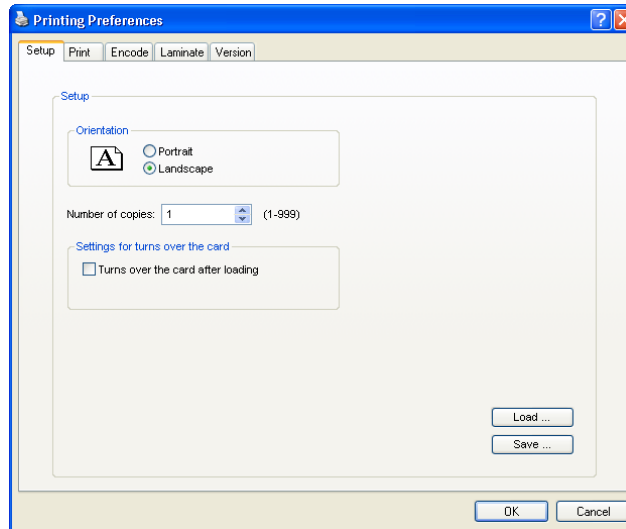 Printing Preferences
Setup Print Encode Laminate Version
Setup
Orientation
A
Portrait
Landscape
Number of copies: 1 (1-999)
Settings for turns over the card
Turns over the card after loading
Load ...
Save ...
OK Cancel